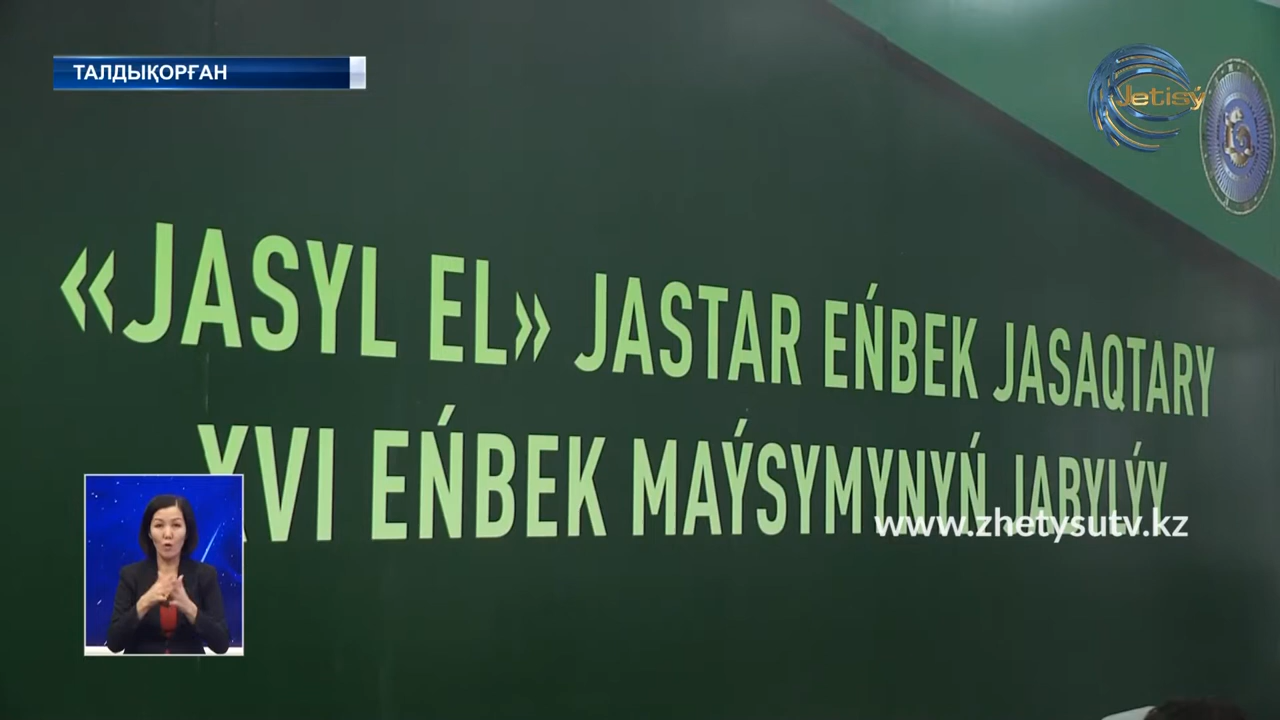 ТАЛДЫҚОРҒАН
Jetisý
«JASYL EL» JASTAR EŃBEK JASAQTARY
XVI EŃBEK MAÝSYMYNYŃ JABYLÝY
www.zhetysutv.kz